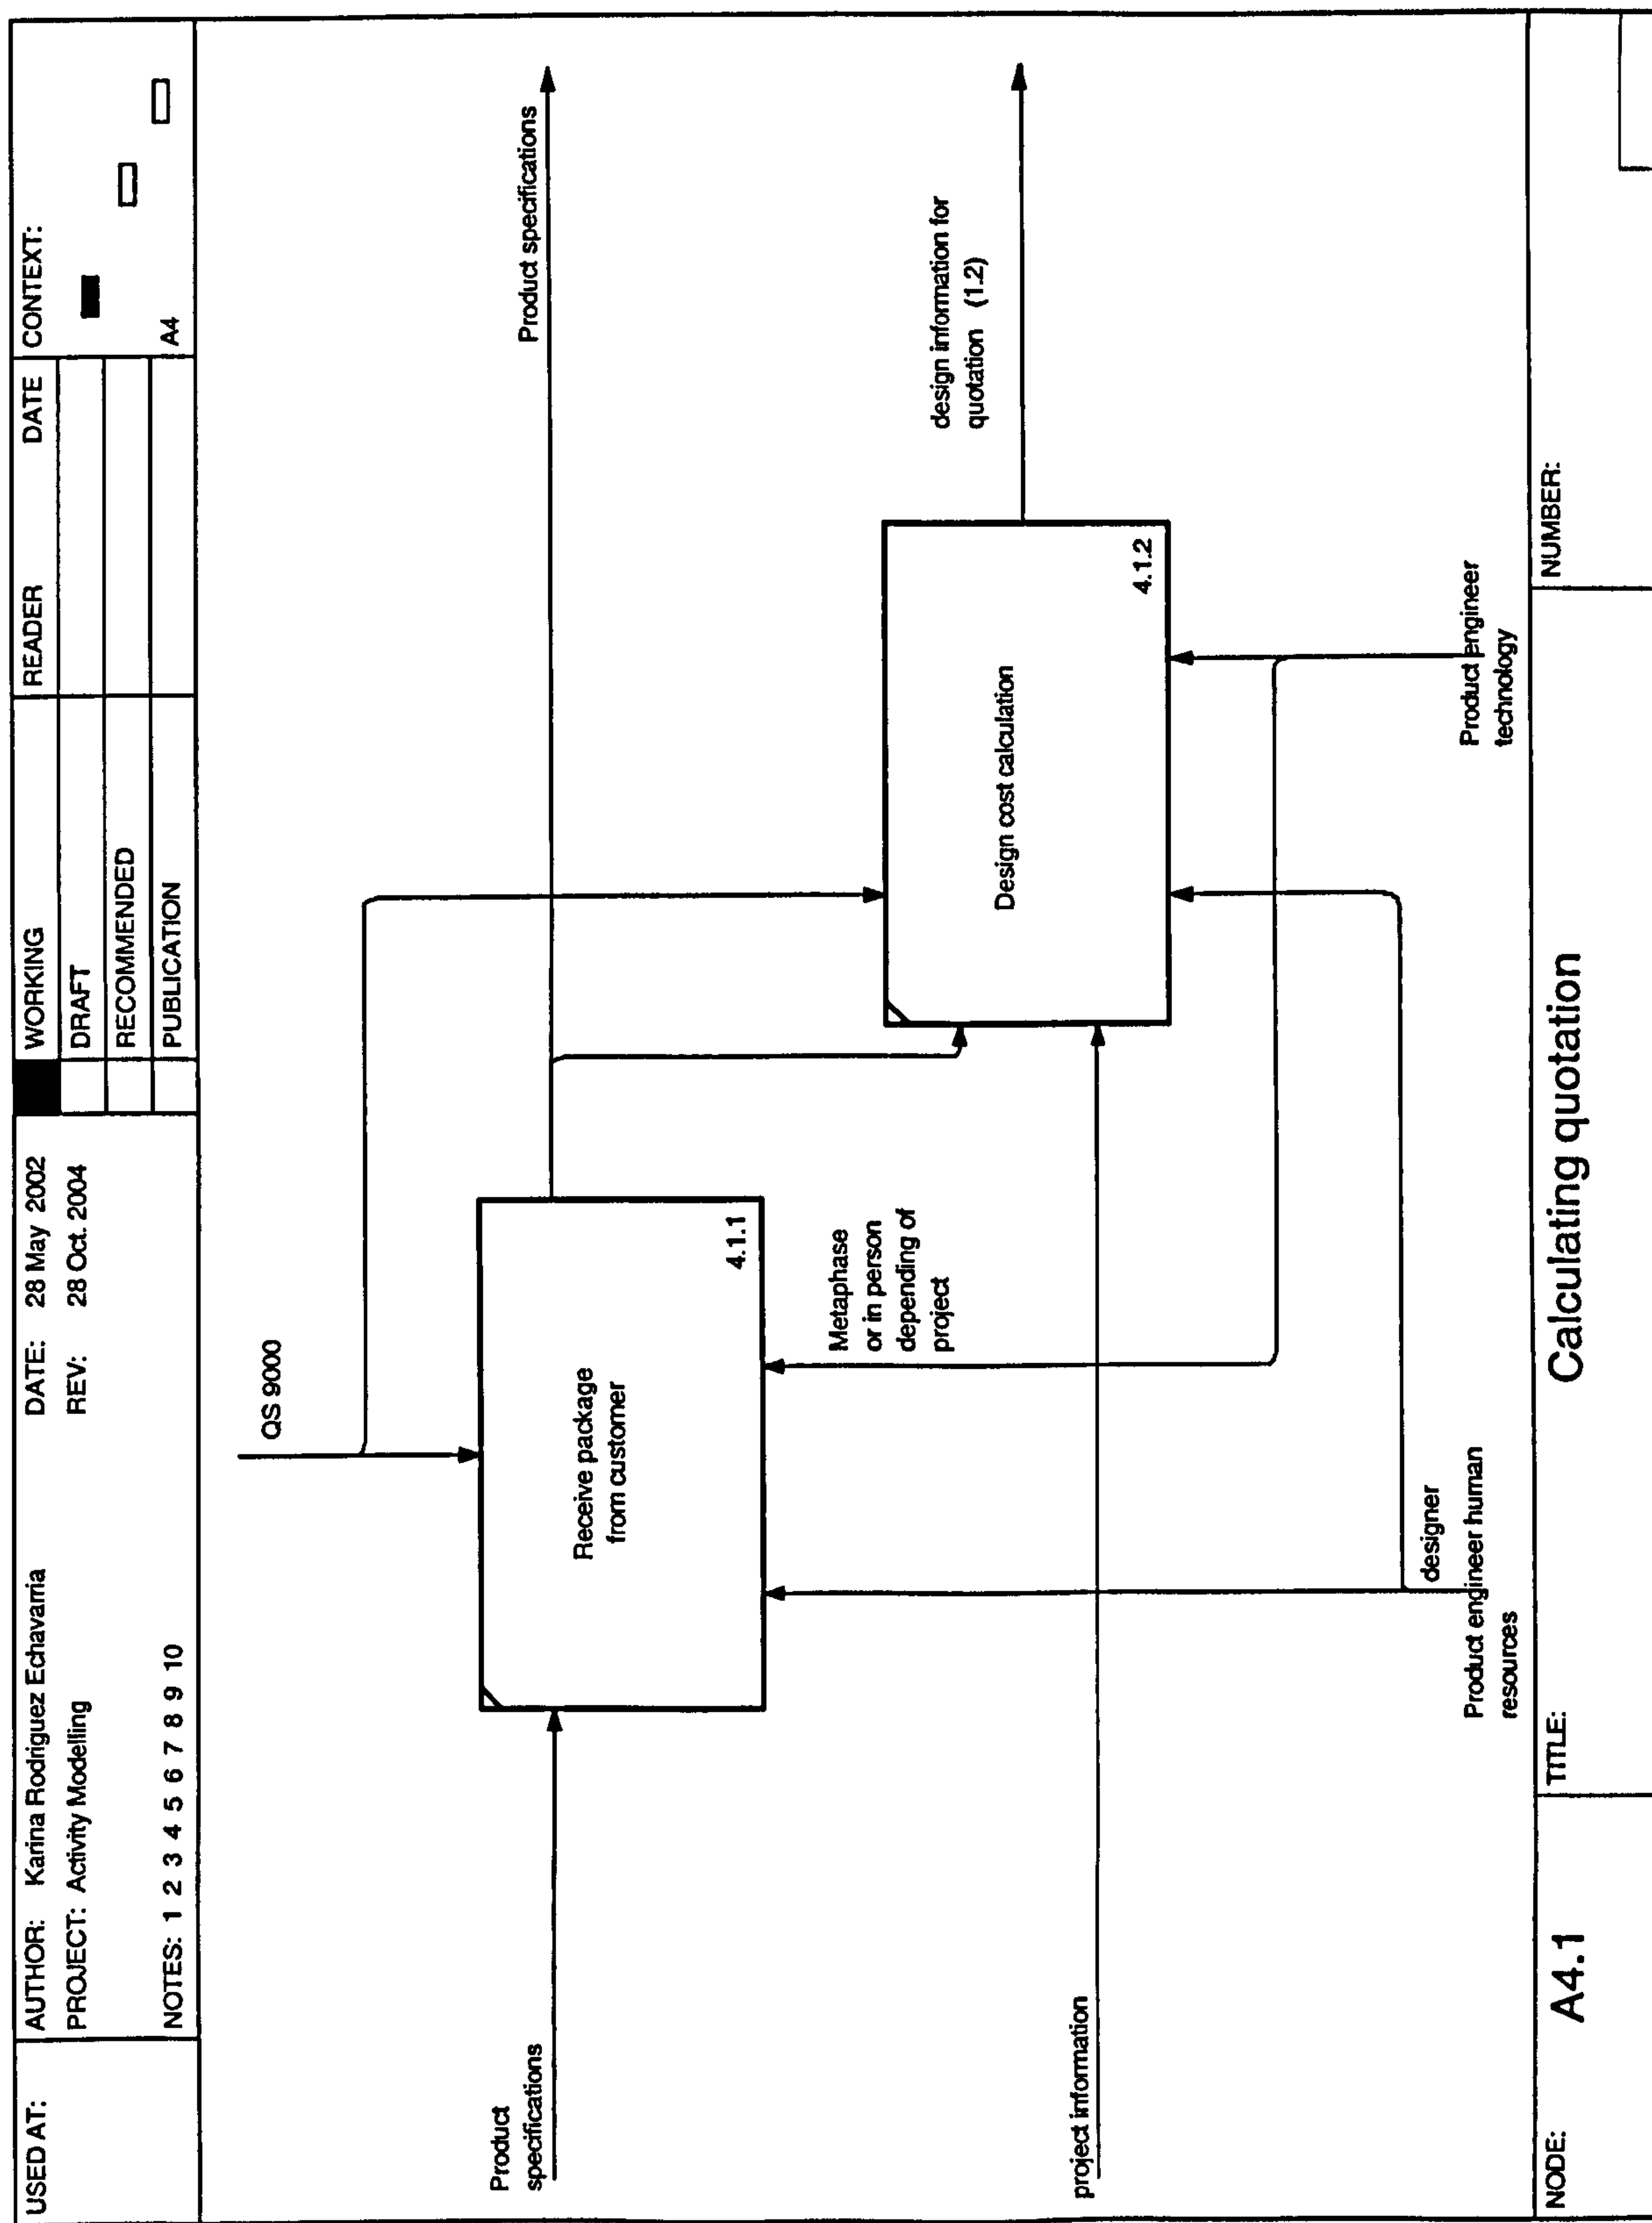 USED AT:
AUTHOR: Karina Rodriguez Echavarria
DATE: 28 May 2002
WORKING
READER
DATE
CONTEXT:
PROJECT: Activity Modelling
REV: 28 Oct. 2004
DRAFT
RECOMMENDED
NOTES: 1 2 3 4 5 6 7 8 9 10
PUBLICATION
A4
QS 9000
Product specifications
Product
specifications
Receive package
from customer
4.1.1
Metaphase
or in person
depending of
project
design information for
quotation (1.2)
Design cost calculation
4.1.2
project information
designer
Product engineer human
resources
Product engineer
technology
NODE:
A4.1
TITLE:
Calculating quotation
NUMBER: